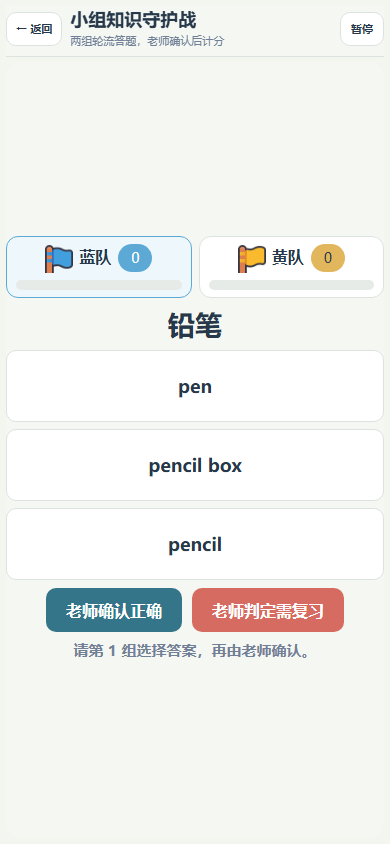 ← 返回
小组知识守护战
两组轮流答题，老师确认后计分
暂停
蓝队 0
黄队 0
铅笔
pen
pencil box
pencil
老师确认正确
老师判定需复习
请第 1 组选择答案，再由老师确认。